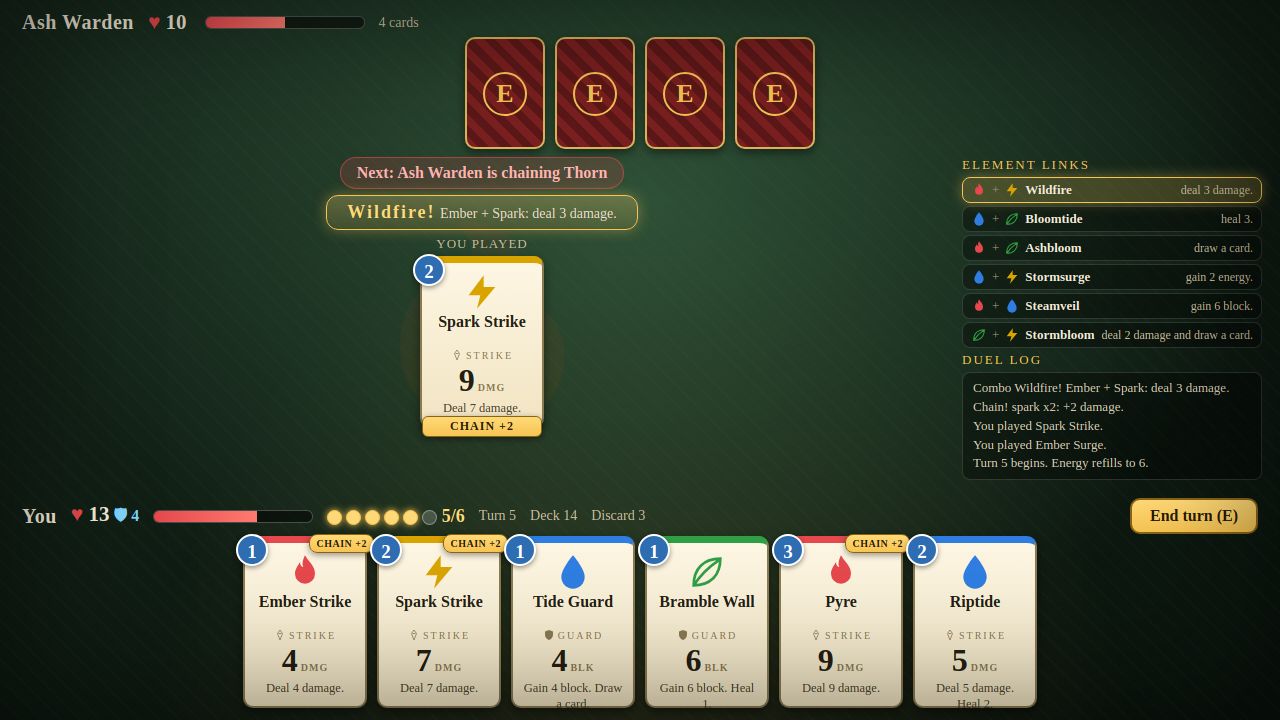 Ash Warden ♥ 10 4 cards
E E E E
Next: Ash Warden is chaining Thorn
Wildfire! Ember + Spark: deal 3 damage.
YOU PLAYED
2
Spark Strike
STRIKE
9 DMG
Deal 7 damage.
CHAIN +2
ELEMENT LINKS
+ Wildfire deal 3 damage.
+ Bloomtide heal 3.
+ Ashbloom draw a card.
+ Stormsurge gain 2 energy.
+ Steamveil gain 6 block.
+ Stormbloom deal 2 damage and draw a card.
DUEL LOG
Combo Wildfire! Ember + Spark: deal 3 damage.
Chain! spark x2: +2 damage.
You played Spark Strike.
You played Ember Surge.
Turn 5 begins. Energy refills to 6.
You ♥ 13 4 5/6 Turn 5 Deck 14 Discard 3
End turn (E)
1 CHAIN +2
Ember Strike
STRIKE
4 DMG
Deal 4 damage.
2 CHAIN +2
Spark Strike
STRIKE
7 DMG
Deal 7 damage.
1
Tide Guard
GUARD
4 BLK
Gain 4 block. Draw
a card.
1
Bramble Wall
GUARD
6 BLK
Gain 6 block. Heal
1.
3 CHAIN +2
Pyre
STRIKE
9 DMG
Deal 9 damage.
2
Riptide
STRIKE
5 DMG
Deal 5 damage.
Heal 2.